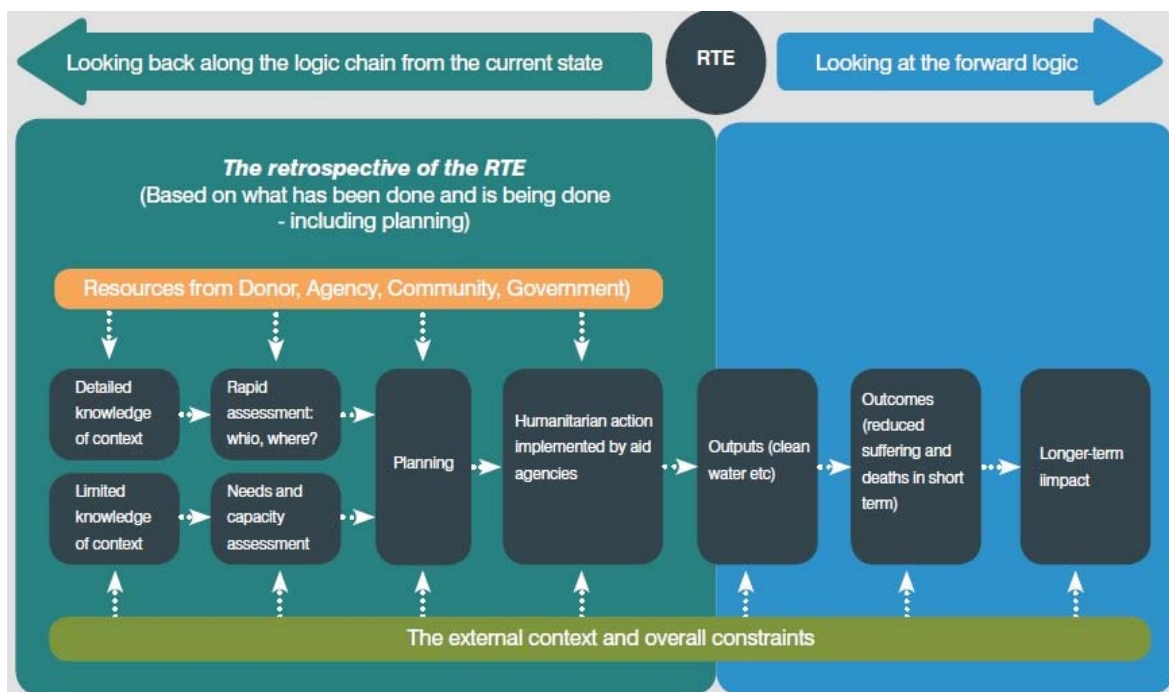 Looking back along the logic chain from the current state
RTE
Looking at the forward logic
The retrospective of the RTE
(Based on what has been done and is being done
- including planning)
Resources from Donor, Agency, Community, Government)
Detailed
knowledge
of context
Rapid
assessment:
whio, where?
Limited
knowledge
of context
Needs and
capacity
assessment
Planning
Humanitarian action
implemented by aid
agencies
Outputs (clean
water etc)
Outcomes
(reduced
suffering and
deaths in short
term)
Longer-term
iimpact
The external context and overall constraints